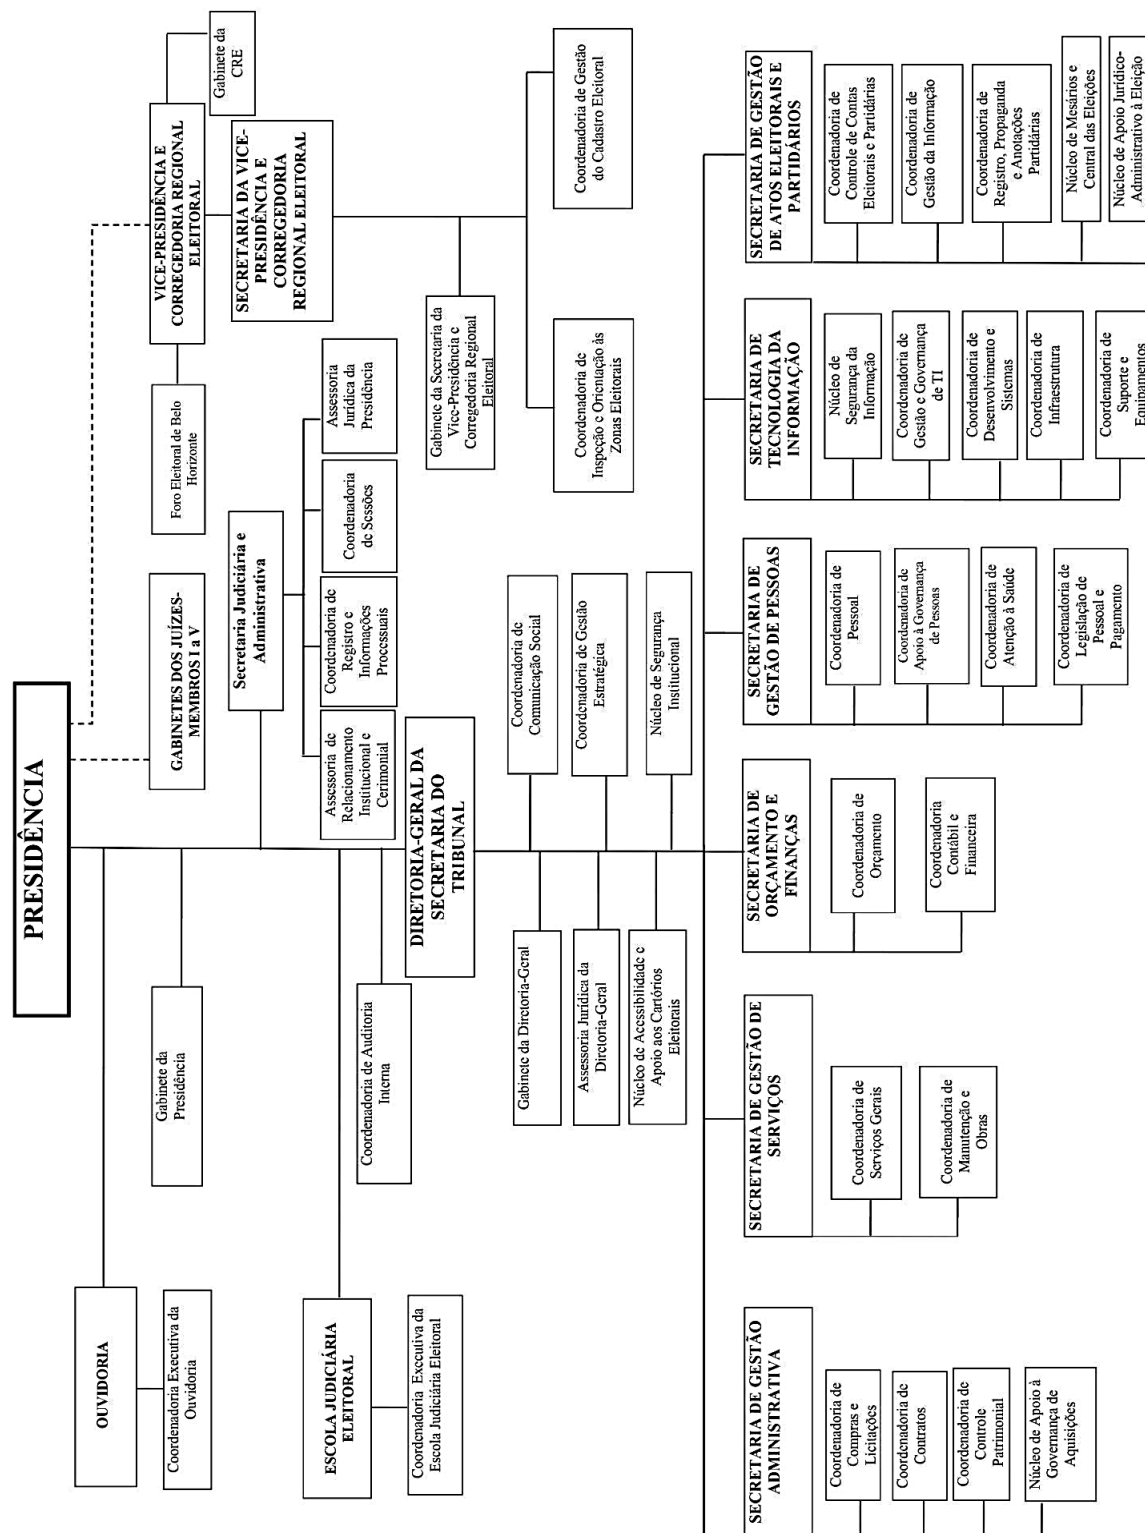 PRESIDÊNCIA
OUVIDORIA
Coordenadoria Executiva da
Ouvidoria
Gabinete da
Presidência
GABINETES DOS JUÍZES-
MEMBROS I a V
Foro Eleitoral de Belo
Horizonte
VICE-PRESIDÊNCIA E
CORREGEDORIA REGIONAL
ELEITORAL
Gabinete da
CRE
SECRETARIA DA VICE-
PRESIDÊNCIA E
CORREGEDORIA
REGIONAL ELEITORAL
Secretaria Judiciária e
Administrativa
ESCOLA JUDICIÁRIA
ELEITORAL
Coordenadoria Executiva da
Escola Judiciária Eleitoral
Coordenadoria de Auditoria
Interna
Assessoria de
Relacionamento
Institucional e
Cerimonial
Coordenadoria de
Registro e
Informações
Processuais
Coordenadoria
de Sessões
Assessoria
Jurídica da
Presidência
DIRETORIA-GERAL DA
SECRETARIA DO
TRIBUNAL
Gabinete da Secretaria da
Vice-Presidência e
Corregedoria Regional
Eleitoral
Gabinete da Diretoria-Geral
Coordenadoria de
Comunicação Social
Assessoria Jurídica da
Diretoria-Geral
Coordenadoria de Gestão
Estratégica
Núcleo de Acessibilidade e
Apoio aos Cartórios
Eleitorais
Núcleo de Segurança
Institucional
Coordenadoria de
Inspeção e Orientação às
Zonas Eleitorais
Coordenadoria de Gestão
do Cadastro Eleitoral
SECRETARIA DE GESTÃO
ADMINISTRATIVA
Coordenadoria de
Compras e
Licitações
Coordenadoria de
Contratos
Coordenadoria de
Controle
Patrimonial
Núcleo de Apoio à
Governança de
Aquisições
SECRETARIA DE GESTÃO DE
SERVIÇOS
Coordenadoria de
Serviços Gerais
Coordenadoria de
Manutenção e
Obras
SECRETARIA DE
ORÇAMENTO E
FINANÇAS
Coordenadoria de
Orçamento
Coordenadoria
Contábil e
Financeira
SECRETARIA DE
GESTÃO DE PESSOAS
Coordenadoria de
Pessoal
Coordenadoria de
Apoio à Governança
de Pessoas
Coordenadoria de
Atenção à Saúde
Coordenadoria de
Legislação de
Pessoal e
Pagamento
SECRETARIA DE
TECNOLOGIA DA
INFORMAÇÃO
Núcleo de
Segurança da
Informação
Coordenadoria de
Gestão e Governança
de TI
Coordenadoria de
Desenvolvimento e
Sistemas
Coordenadoria de
Infraestrutura
Coordenadoria de
Suporte e
Equipamentos
SECRETARIA DE GESTÃO
DE ATOS ELEITORAIS E
PARTIDÁRIOS
Coordenadoria de
Controle de Contas
Eleitorais e Partidárias
Coordenadoria de
Gestão da Informação
Coordenadoria de
Registro, Propaganda
e Anotações
Partidárias
Núcleo de Mesários e
Central das Eleições
Núcleo de Apoio Jurídico-
Administrativo à Eleição